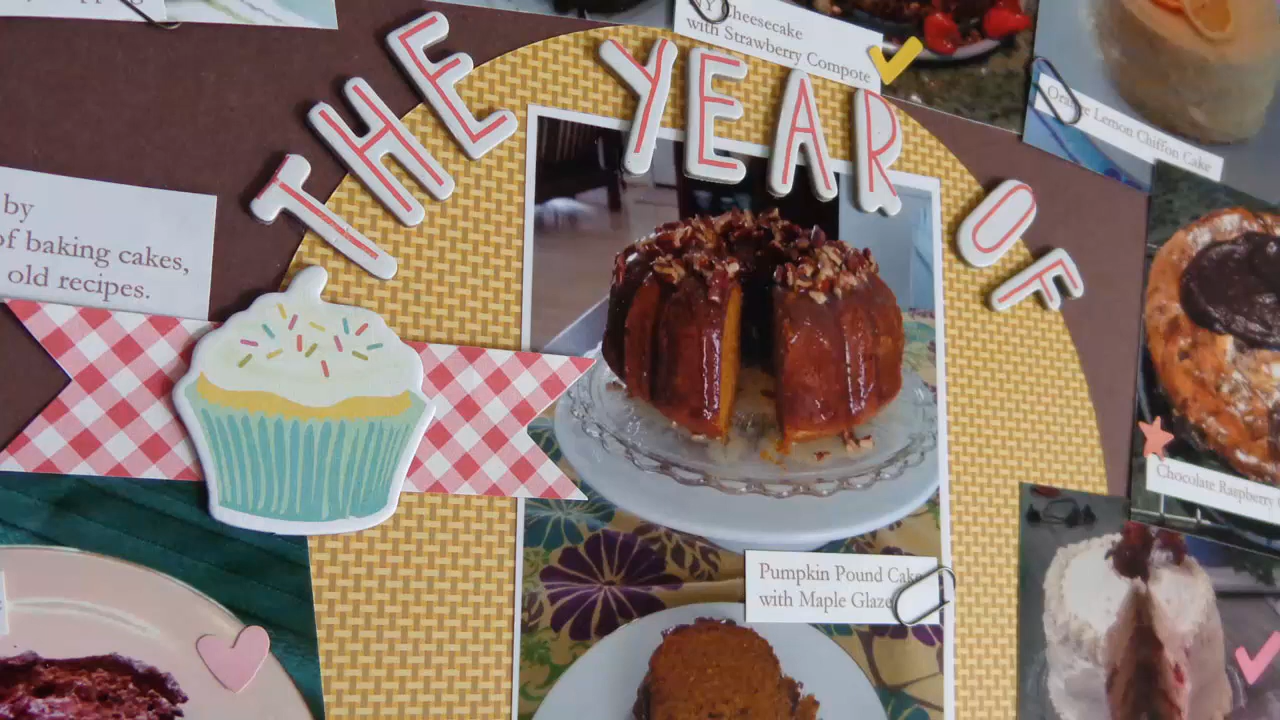 Cheesecake
with Strawberry Compote
THE YEAR OF
Orange Lemon Chiffon Cake
by
of baking cakes,
old recipes.
Chocolate Raspberry
Pumpkin Pound Cake
with Maple Glaze